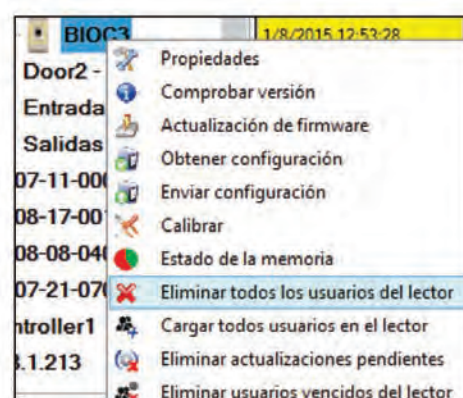 BIOC3
1/8/2015 12:53:28
Propiedades
Door2 -
Comprobar versión
Entrada
Actualización de firmware
Salidas
Obtener configuración
07-11-00
Enviar configuración
08-17-00
Calibrar
08-08-04
Estado de la memoria
07-21-07
Eliminar todos los usuarios del lector
ntroller1
Cargar todos usuarios en el lector
3.1.213
Eliminar actualizaciones pendientes
Eliminar usuarios vencidos del lector